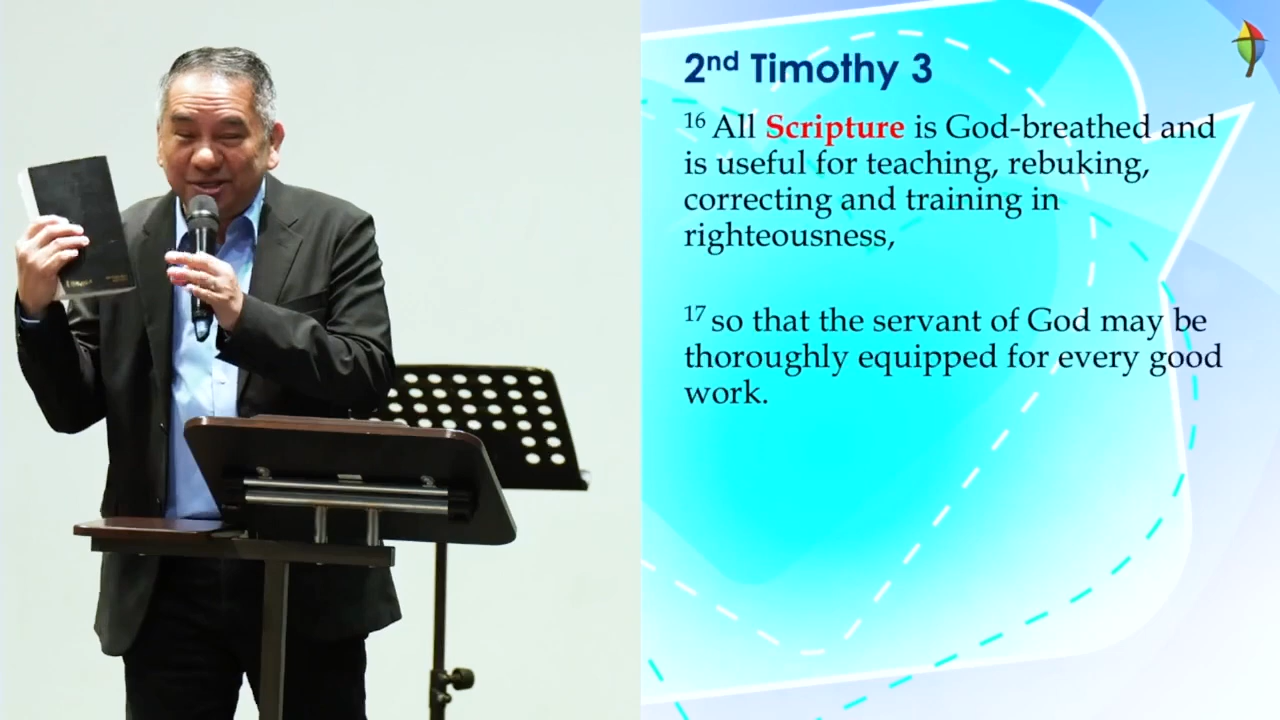 2nd Timothy 3
16 All Scripture is God-breathed and
is useful for teaching, rebuking,
correcting and training in
righteousness,
17 so that the servant of God may be
thoroughly equipped for every good
work.